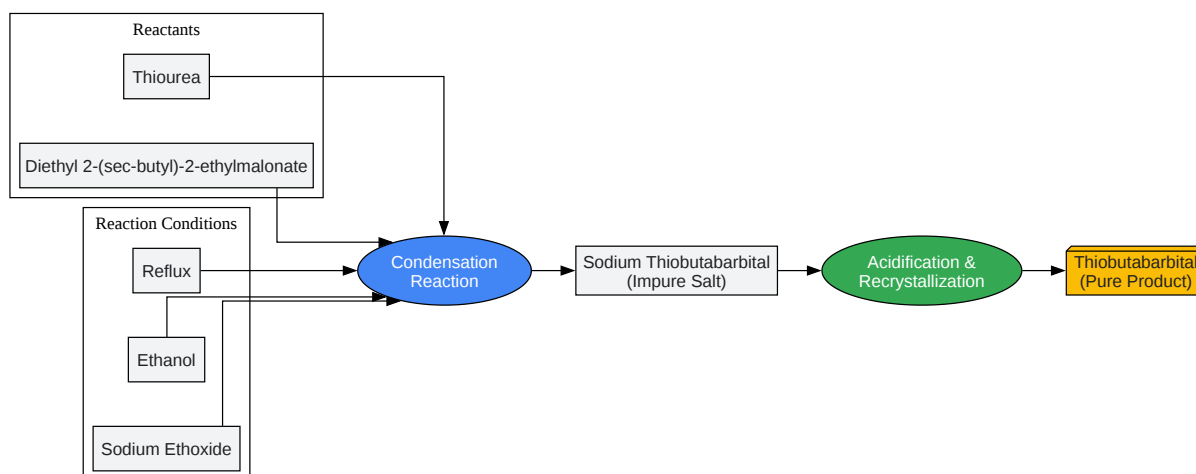 Reactants
Thiourea
Diethyl 2-(sec-butyl)-2-ethylmalonate
Reaction Conditions
Reflux
Ethanol
Sodium Ethoxide
Condensation
Reaction
Sodium Thiobutabarbital
(Impure Salt)
Acidification &
Recrystallization
Thiobutabarbital
(Pure Product)